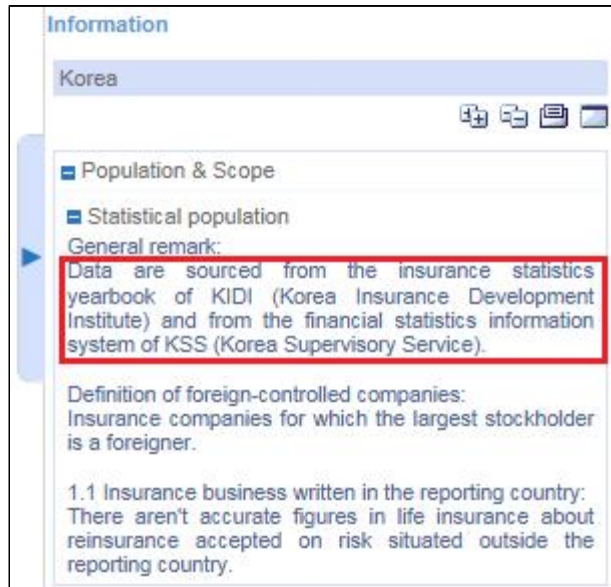 Information
Korea
Population & Scope
Statistical population
General remark:
Data are sourced from the insurance statistics
yearbook of KIDI (Korea Insurance Development
Institute) and from the financial statistics information
system of KSS (Korea Supervisory Service).
Definition of foreign-controlled companies:
Insurance companies for which the largest stockholder
is a foreigner.
1.1 Insurance business written in the reporting country:
There aren't accurate figures in life insurance about
reinsurance accepted on risk situated outside the
reporting country.